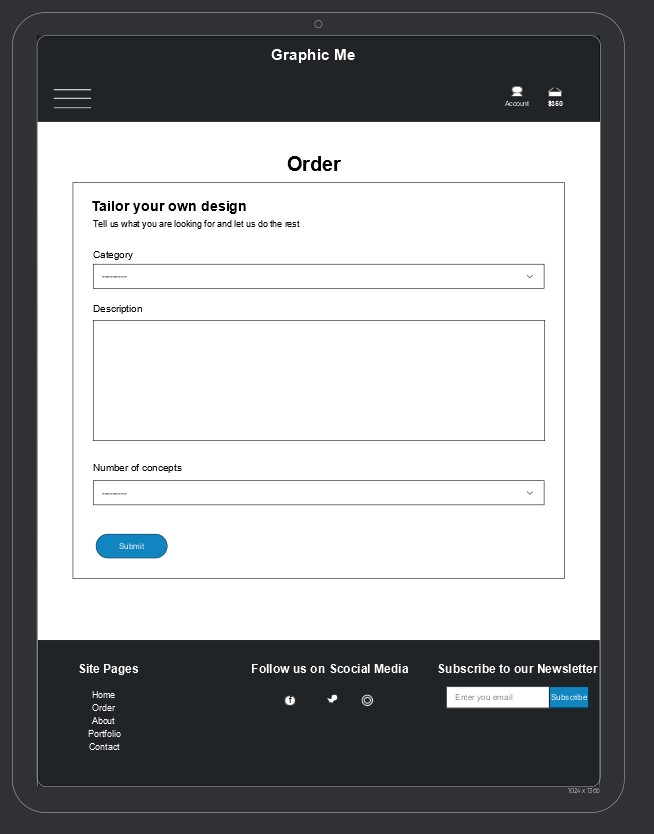 Graphic Me
Account
$350
Order
Tailor your own design
Tell us what you are looking for and let us do the rest
Category
---------
Description
Number of concepts
---------
Submit
Site Pages
Home
Order
About
Portfolio
Contact
Follow us on Scocial Media
Subscribe to our Newsletter
Enter you email
Subscribe
1024 x 1366